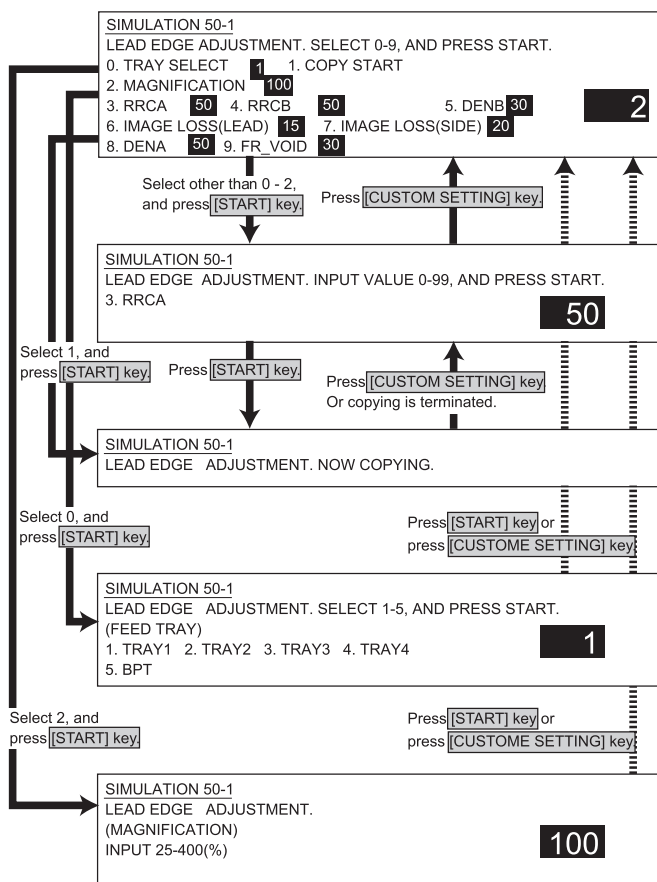 SIMULATION 50-1
LEAD EDGE ADJUSTMENT. SELECT 0-9, AND PRESS START.
0. TRAY SELECT 1 1. COPY START
2. MAGNIFICATION 100
3. RRCA 50 4. RRCB 50 5. DENB 30
6. IMAGE LOSS(LEAD) 15 7. IMAGE LOSS(SIDE) 20
8. DENA 50 9. FR_VOID 30
2
Select other than 0 - 2,
and press [START] key.
Press [CUSTOM SETTING] key.
SIMULATION 50-1
LEAD EDGE ADJUSTMENT. INPUT VALUE 0-99, AND PRESS START.
3. RRCA
50
Select 1, and
press [START] key.
Press [START] key.
Press [CUSTOM SETTING] key.
Or copying is terminated.
SIMULATION 50-1
LEAD EDGE ADJUSTMENT. NOW COPYING.
Select 0, and
press [START] key.
Press [START] key or
press [CUSTOME SETTING] key.
SIMULATION 50-1
LEAD EDGE ADJUSTMENT. SELECT 1-5, AND PRESS START.
(FEED TRAY)
1. TRAY1 2. TRAY2 3. TRAY3 4. TRAY4
5. BPT
1
Select 2, and
press [START] key.
Press [START] key or
press [CUSTOME SETTING] key.
SIMULATION 50-1
LEAD EDGE ADJUSTMENT.
(MAGNIFICATION)
INPUT 25-400(%)
100